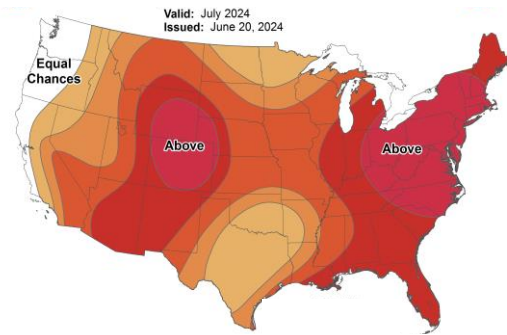 Valid: July 2024
Issued: June 20, 2024
Equal
Chances
Above
Above